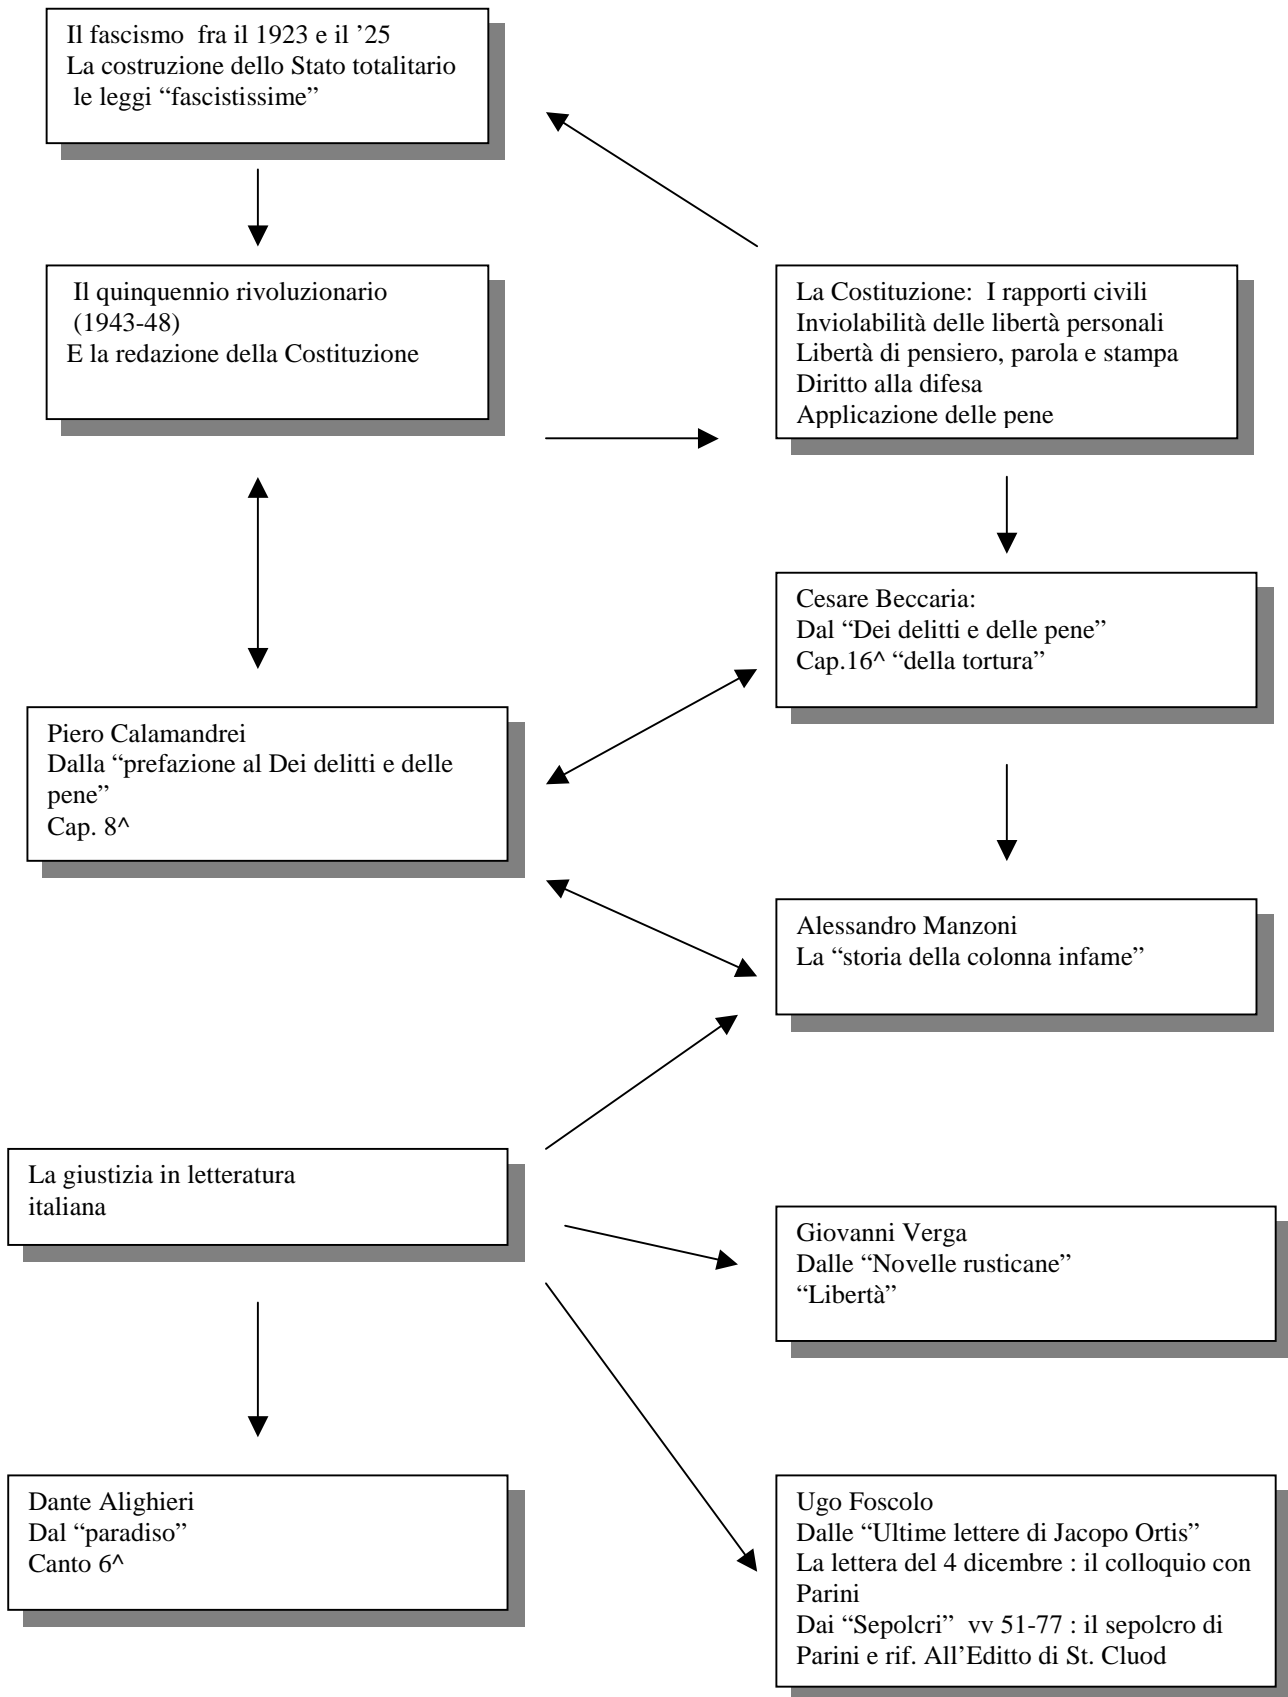 Il fascismo fra il 1923 e il ’25
La costruzione dello Stato totalitario
le leggi “fascistissime”
Il quinquennio rivoluzionario
(1943-48)
E la redazione della Costituzione
La Costituzione: I rapporti civili
Inviolabilità delle libertà personali
Libertà di pensiero, parola e stampa
Diritto alla difesa
Applicazione delle pene
Cesare Beccaria:
Dal “Dei delitti e delle pene”
Cap.16^ “della tortura”
Piero Calamandrei
Dalla “prefazione al Dei delitti e delle
pene”
Cap. 8^
Alessandro Manzoni
La “storia della colonna infame”
La giustizia in letteratura
italiana
Giovanni Verga
Dalle “Novelle rusticane”
“Libertà”
Dante Alighieri
Dal “paradiso”
Canto 6^
Ugo Foscolo
Dalle “Ultime lettere di Jacopo Ortis”
La lettera del 4 dicembre : il colloquio con
Parini
Dai “Sepolcri” vv 51-77 : il sepolcro di
Parini e rif. All’Editto di St. Cluod